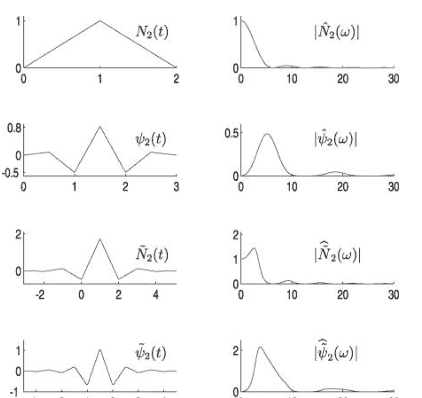 1 N₂(t)
0
0 1 2
1 |N̂₂(ω)|
0
0 10 20 30
0.8 ψ₂(t)
0
-0.5
0 1 2 3
0.5 |ψ̂₂(ω)|
0
0 10 20 30
2 Ñ₂(t)
0
-2 0 2 4
2 |Ñ̂₂(ω)|
1
0
0 10 20 30
1 ψ̃₂(t)
0
-1
2 |ψ̃̂₂(ω)|
0